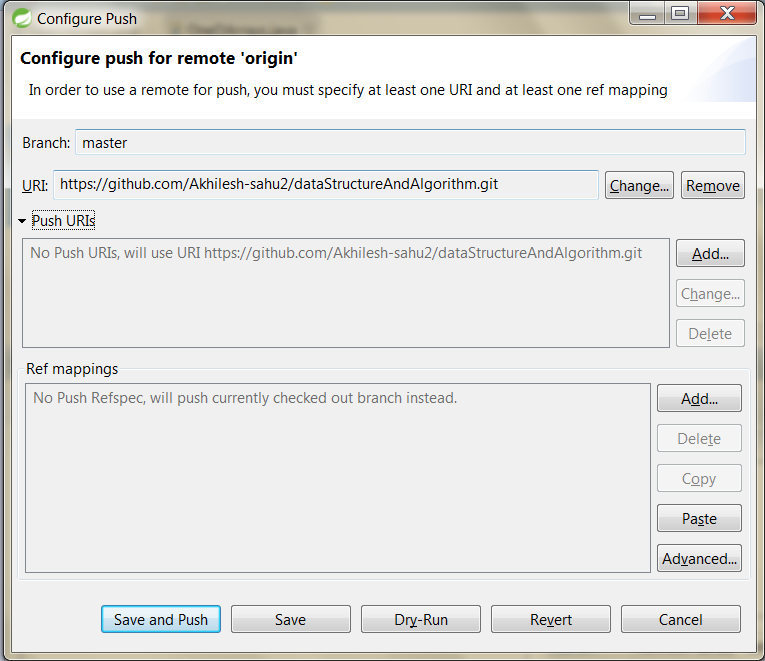 Configure Push
Configure push for remote 'origin'
In order to use a remote for push, you must specify at least one URI and at least one ref mapping
Branch: master
URI: https://github.com/Akhilesh-sahu2/dataStructureAndAlgorithm.git Change... Remove
Push URIs
No Push URIs, will use URI https://github.com/Akhilesh-sahu2/dataStructureAndAlgorithm.git
Add...
Change...
Delete
Ref mappings
No Push Refspec, will push currently checked out branch instead.
Add...
Delete
Copy
Paste
Advanced...
Save and Push Save Dry-Run Revert Cancel